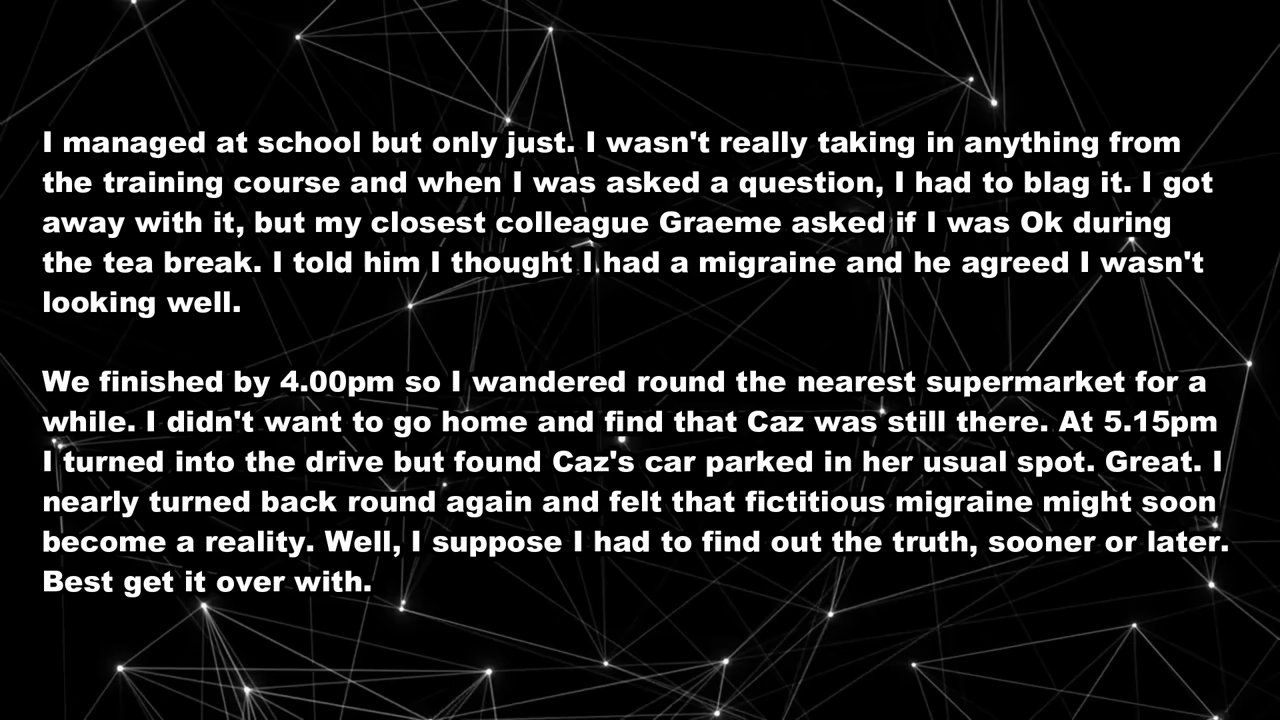 I managed at school but only just. I wasn't really taking in anything from
the training course and when I was asked a question, I had to blag it. I got
away with it, but my closest colleague Graeme asked if I was Ok during
the tea break. I told him I thought I had a migraine and he agreed I wasn't
looking well.
We finished by 4.00pm so I wandered round the nearest supermarket for a
while. I didn't want to go home and find that Caz was still there. At 5.15pm
I turned into the drive but found Caz's car parked in her usual spot. Great. I
nearly turned back round again and felt that fictitious migraine might soon
become a reality. Well, I suppose I had to find out the truth, sooner or later.
Best get it over with.